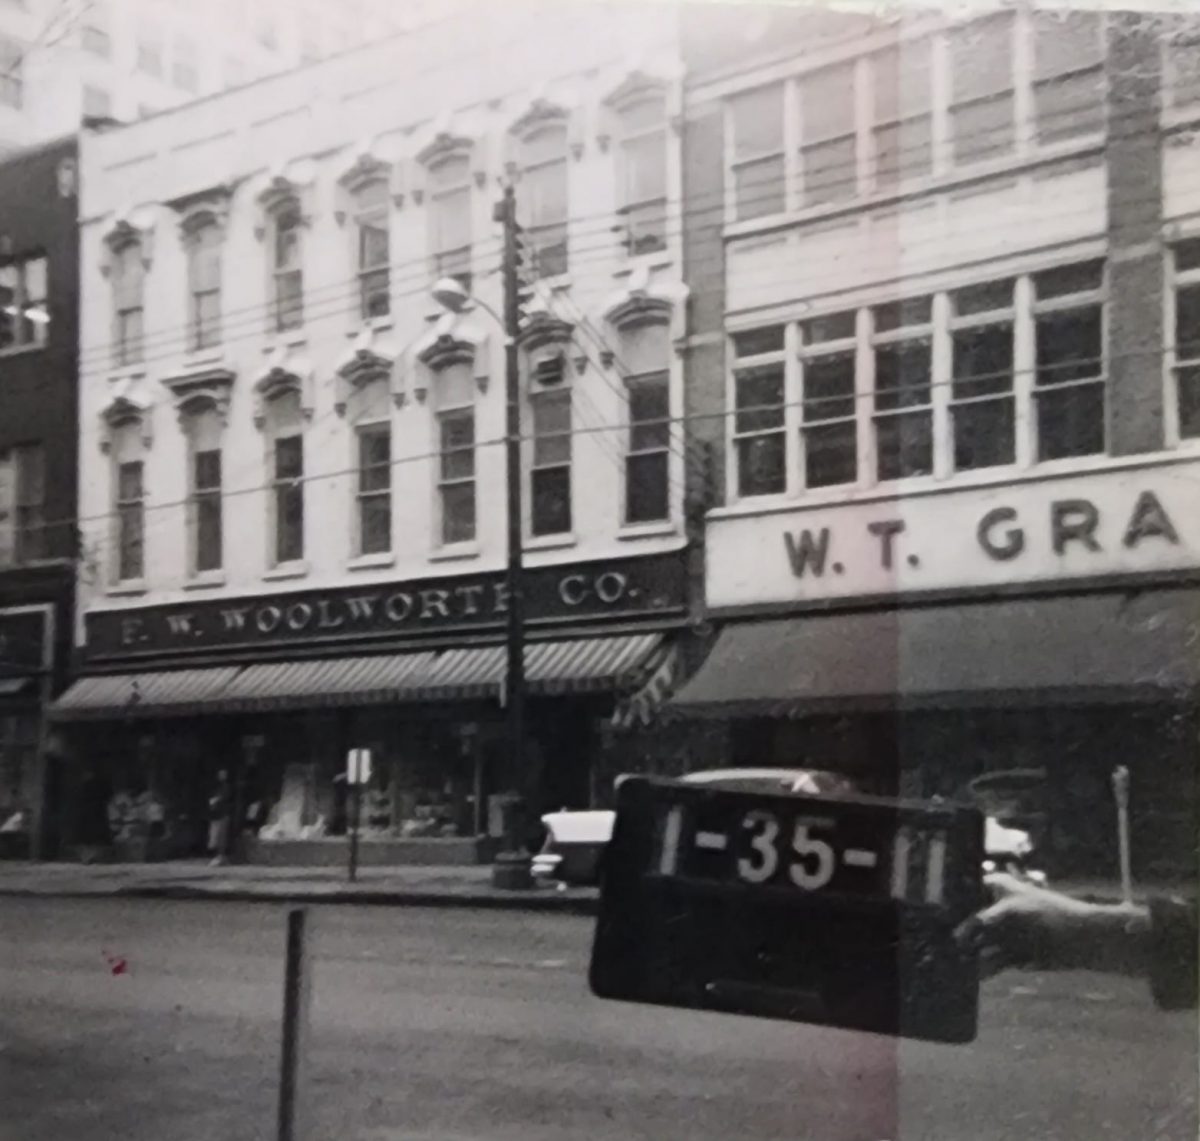 F. W. WOOLWORTH CO.
W. T. GRA
1-35-11